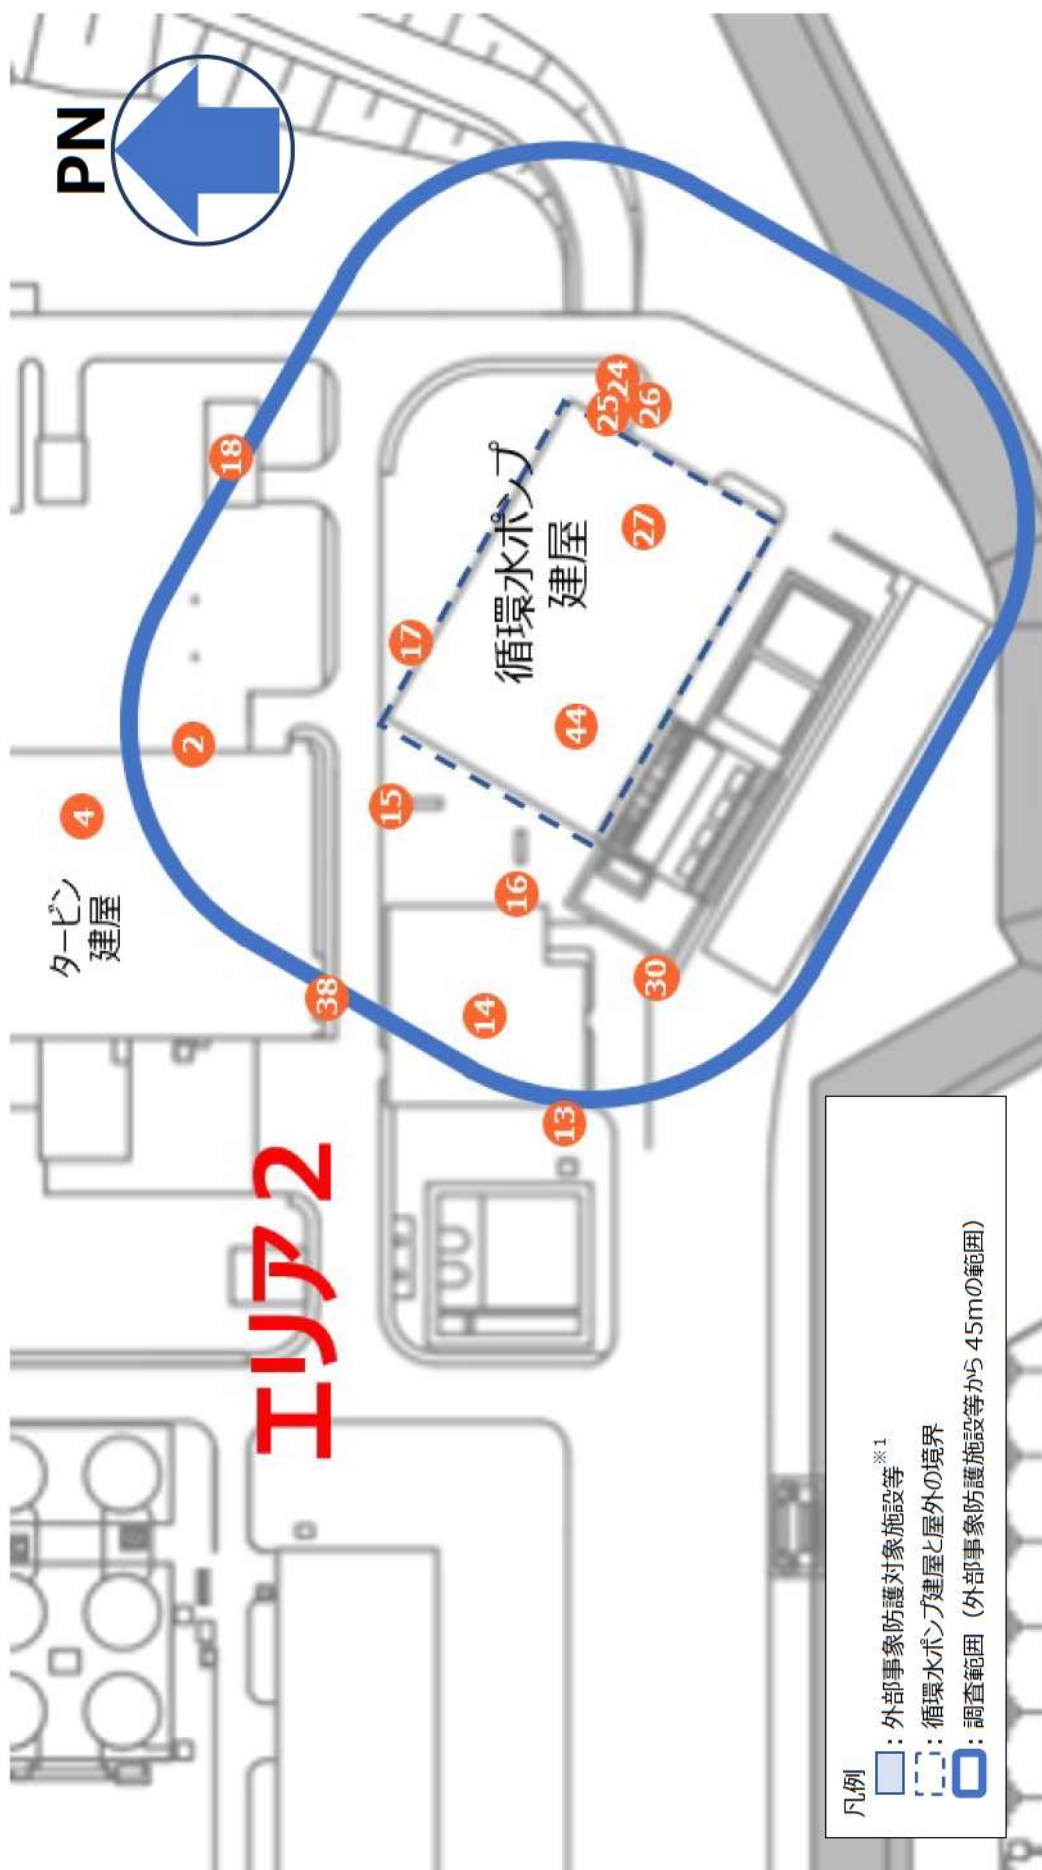 タービン
建屋
PN
4
2
18
エリア 2
38
15
17
14
16
循環水ポンプ
建屋
13
44
25
24
27
26
30
凡例
：外部事象防護対象施設等※1
：循環水ポンプ建屋と屋外の境界
：調査範囲（外部事象防護施設等から 45mの範囲）